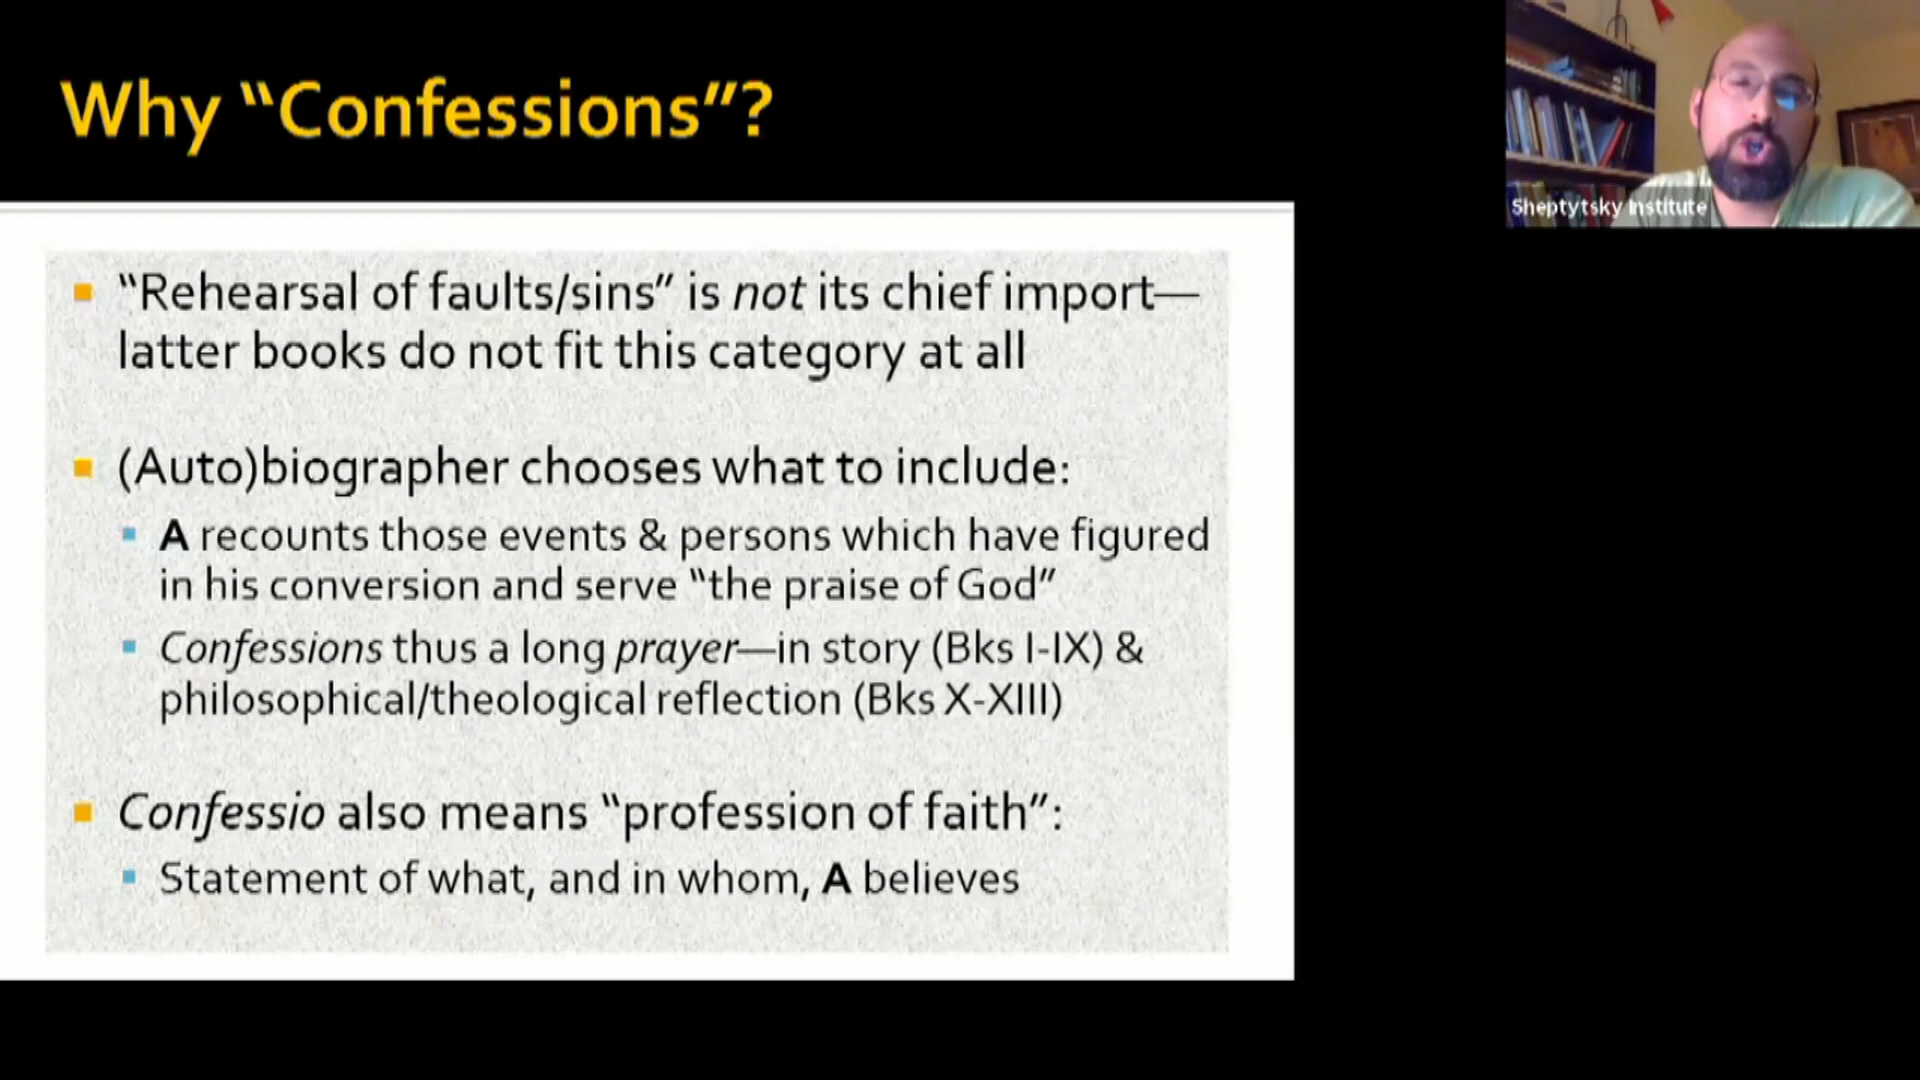 Why “Confessions”?
Sheptytsky Institute
“Rehearsal of faults/sins” is not its chief import—
latter books do not fit this category at all
(Auto)biographer chooses what to include:
A recounts those events & persons which have figured
in his conversion and serve “the praise of God”
Confessions thus a long prayer—in story (Bks I-IX) &
philosophical/theological reflection (Bks X-XIII)
Confessio also means “profession of faith”:
Statement of what, and in whom, A believes